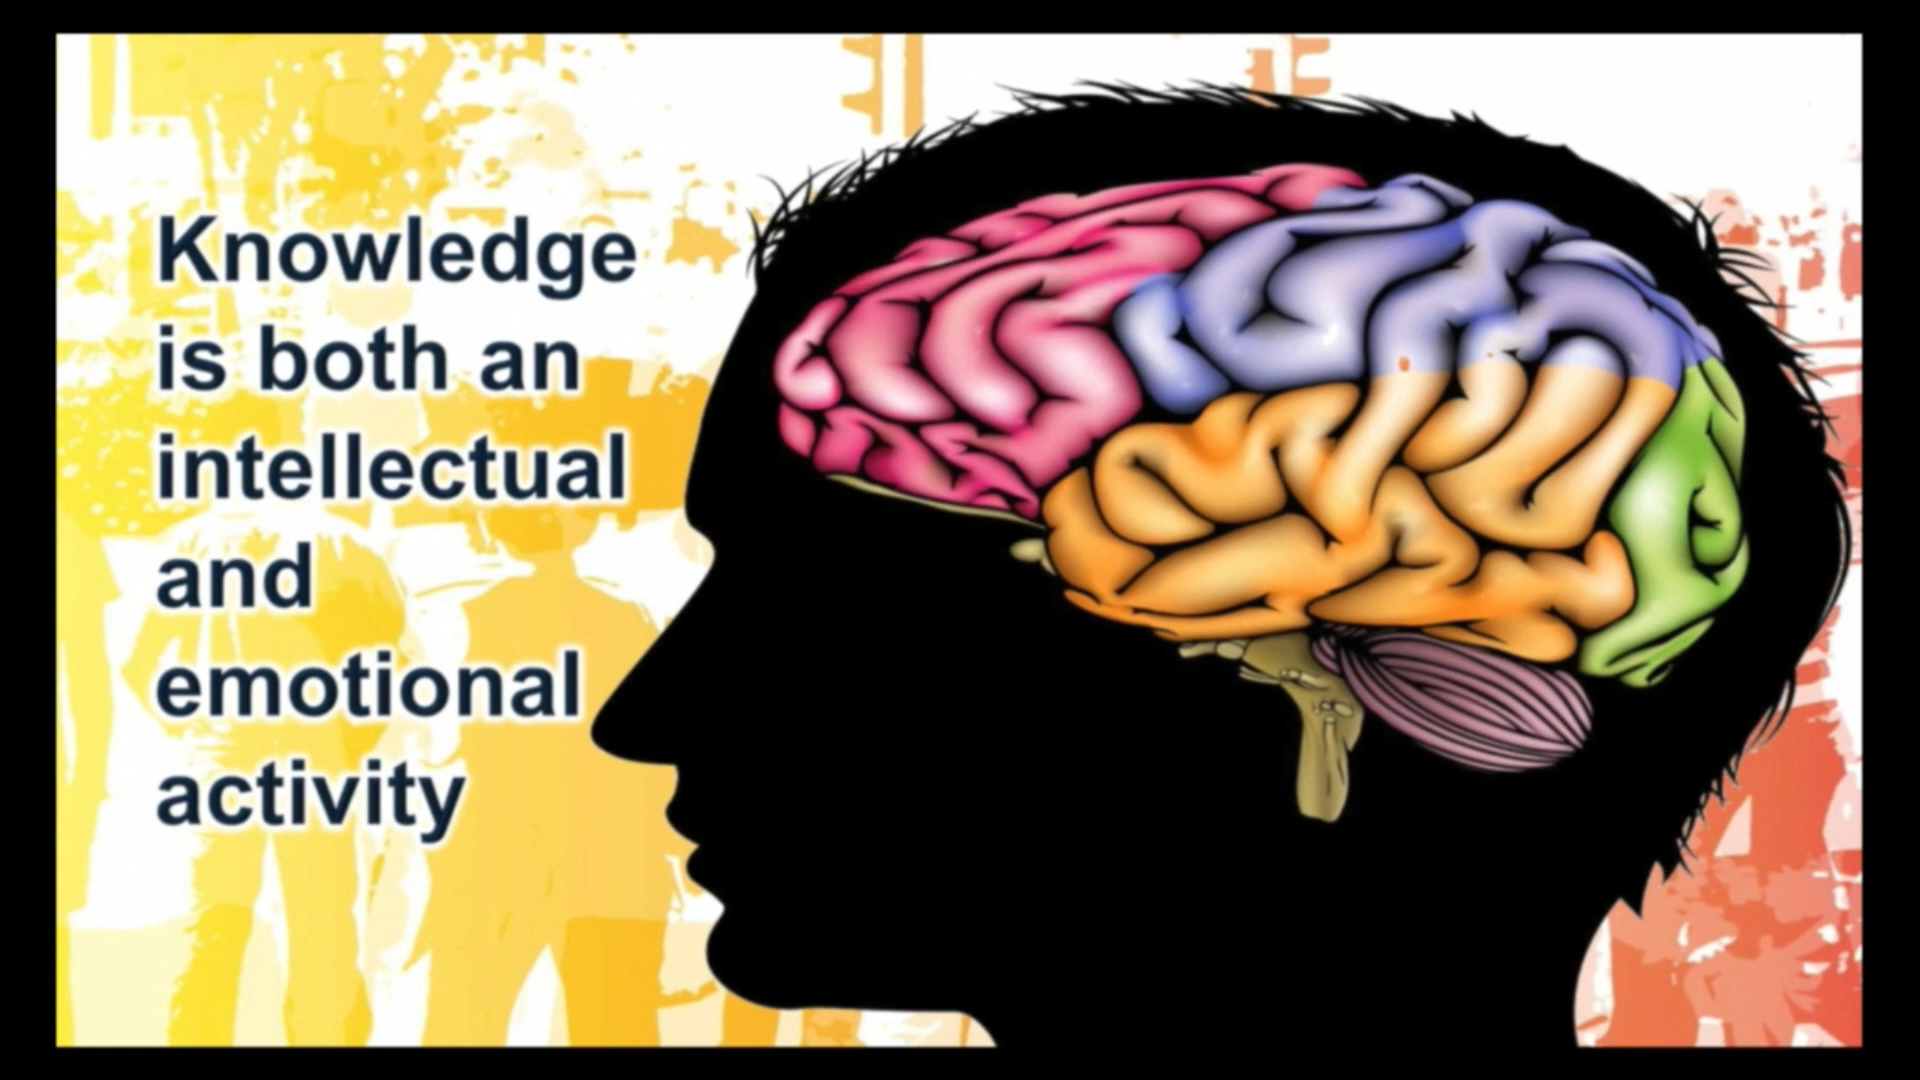 Knowledge
is both an
intellectual
and
emotional
activity